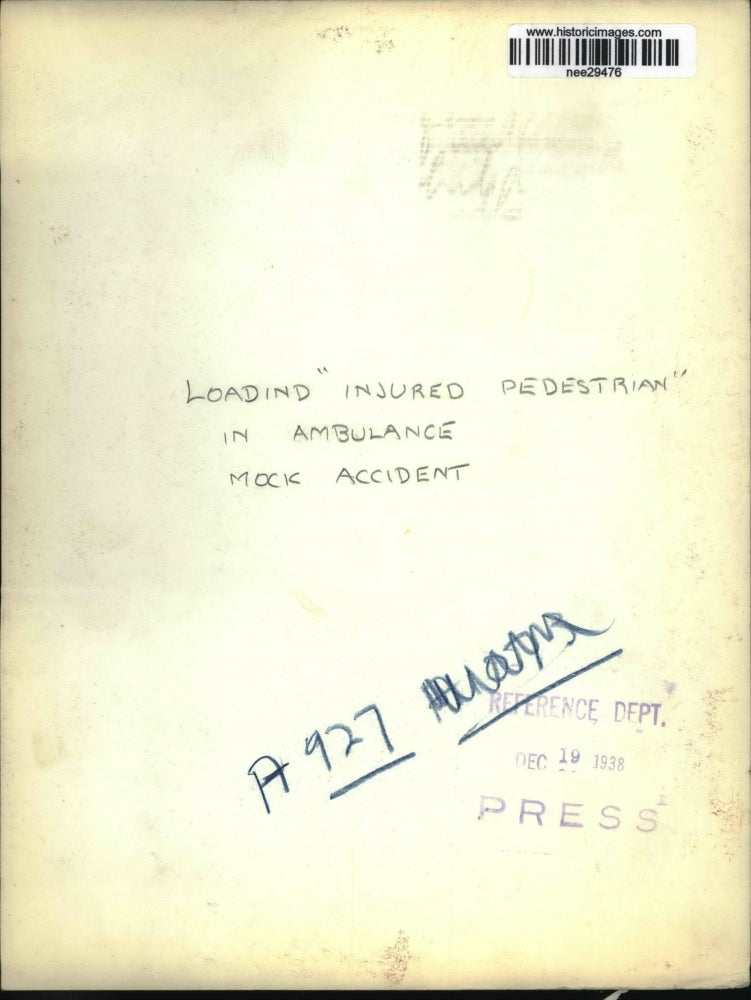 www.historicimages.com
nee29476
LOADIND "INJURED PEDESTRIAN"
IN AMBULANCE
MOCK ACCIDENT
A 927
REFERENCE DEPT.
DEC 19 1938
PRESS